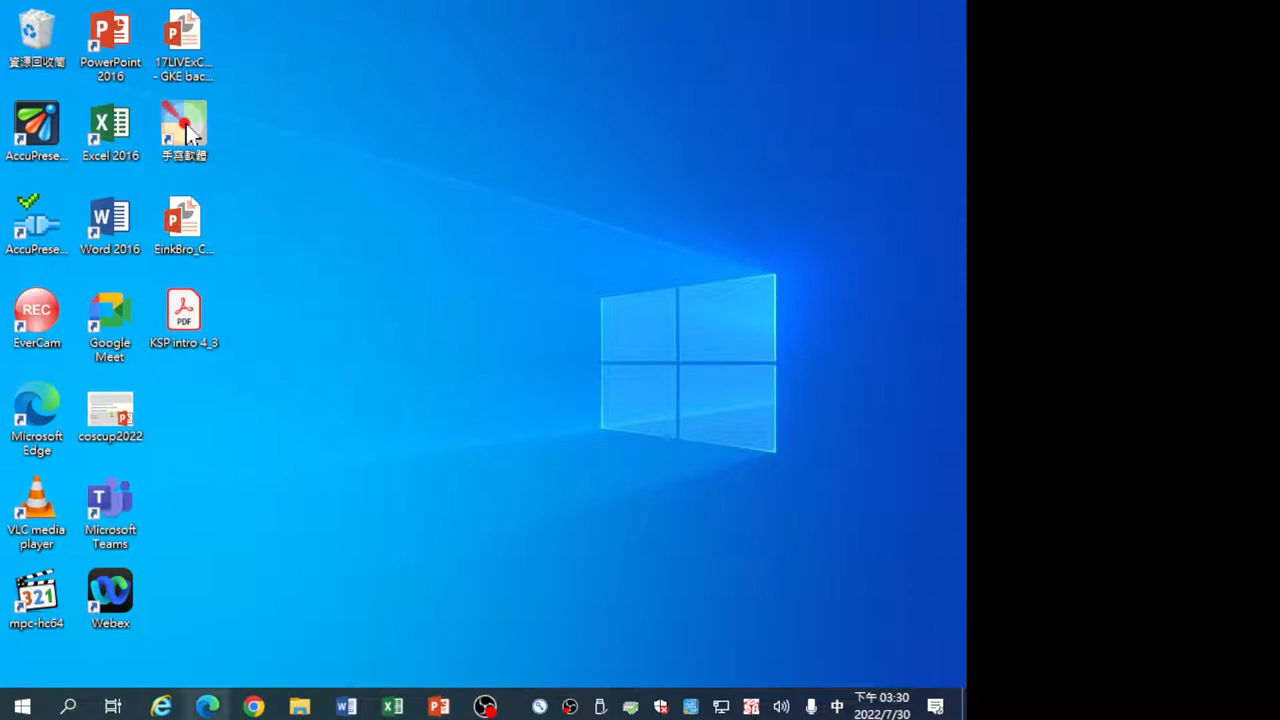 資源回收筒
PowerPoint
2016
17LIVExC...
- GKE bac...
AccuPrese...
Excel 2016
手寫軟體
AccuPrese...
Word 2016
EinkBro_C...
REC
EverCam
Google
Meet
PDF
KSP intro 4_3
Microsoft
Edge
coscup2022
VLC media
player
Microsoft
Teams
321
mpc-hc64
Webex
中
下午 03:30
2022/7/30